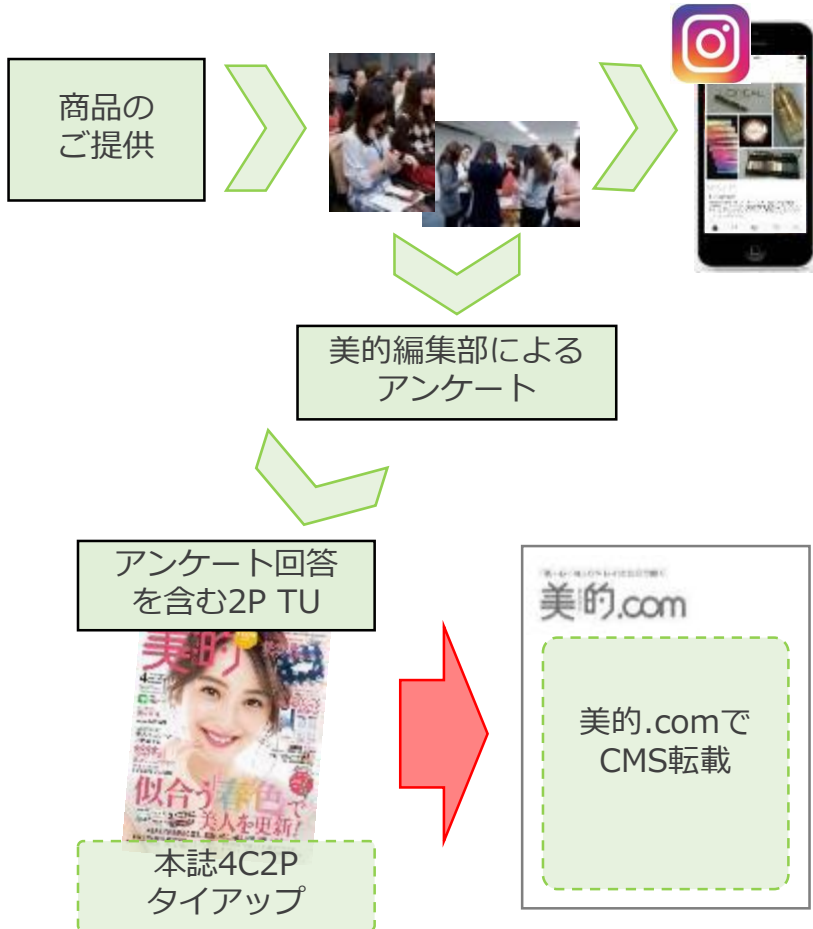 商品の
ご提供
美的編集部による
アンケート
アンケート回答
を含む2P TU
美的
4
似合う春色で
美人を更新!
本誌4C2P
タイアップ
美的.com
美的.comで
CMS転載